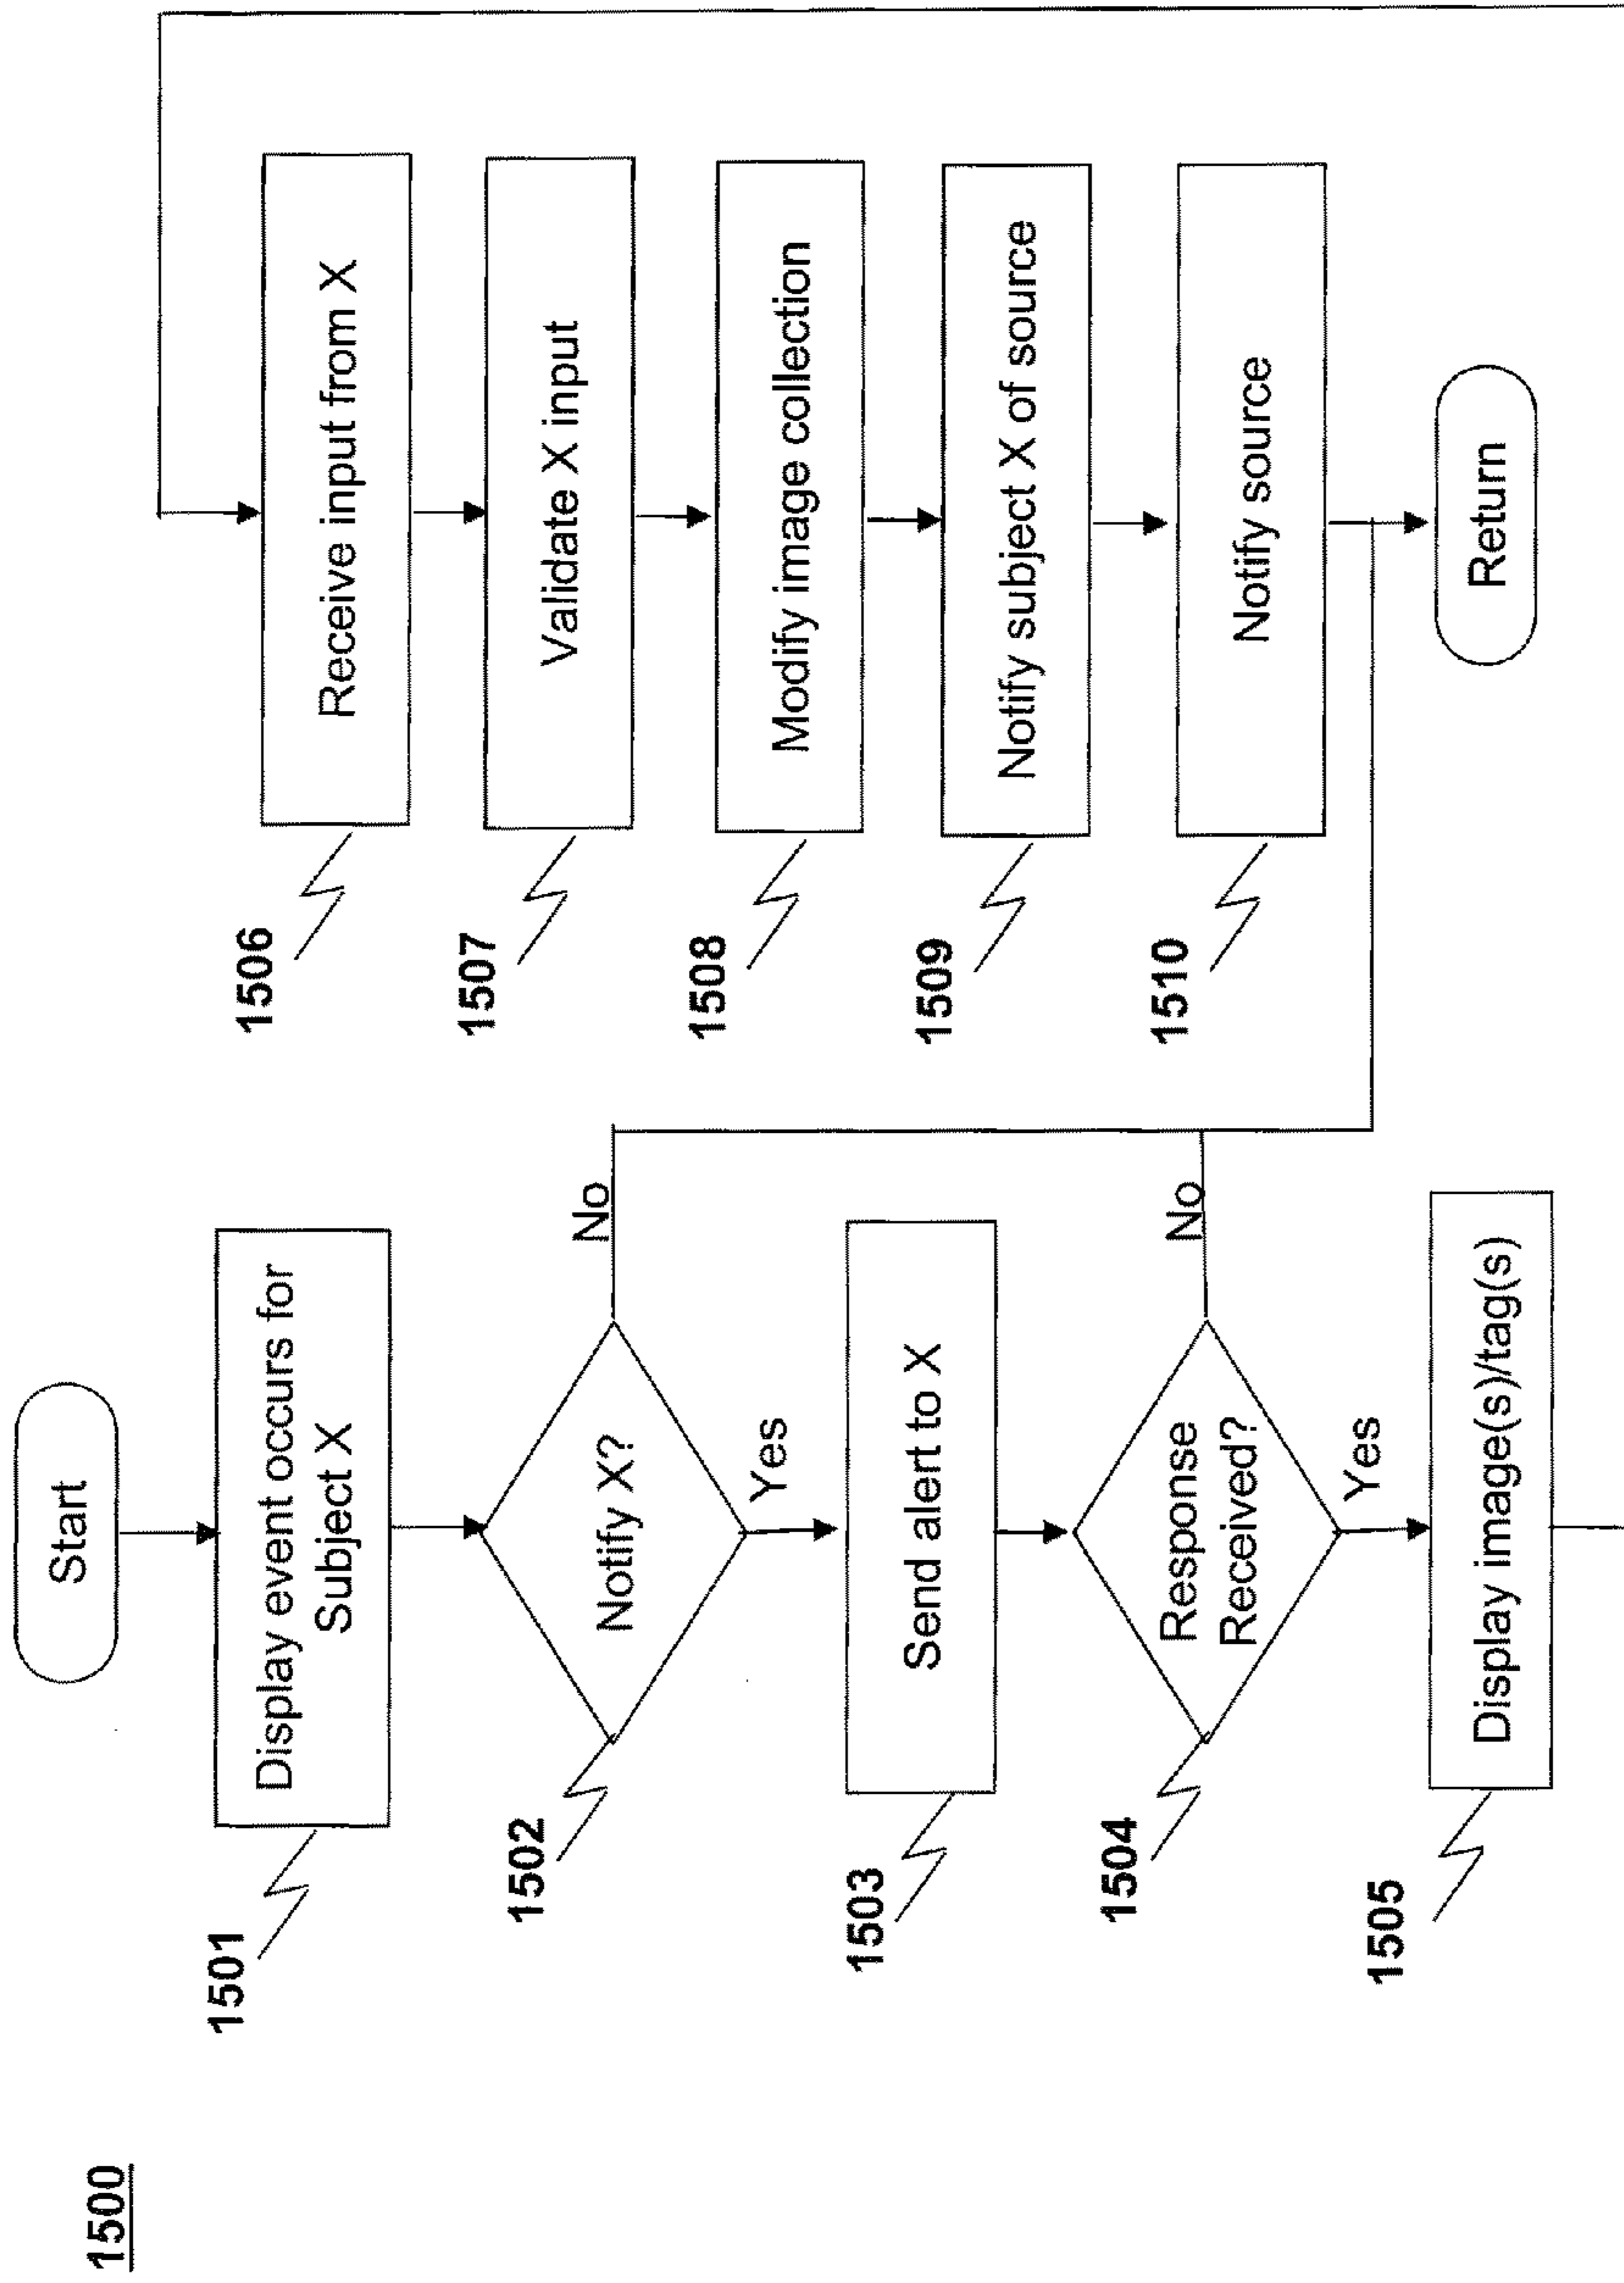 1500
Start
1501
Display event occurs for
Subject X
1502
Notify X?
No
Yes
1503
Send alert to X
1504
Response
Received?
No
Yes
1505
Display image(s)/tag(s)
1506
Receive input from X
1507
Validate X input
1508
Modify image collection
1509
Notify subject X of source
1510
Notify source
Return